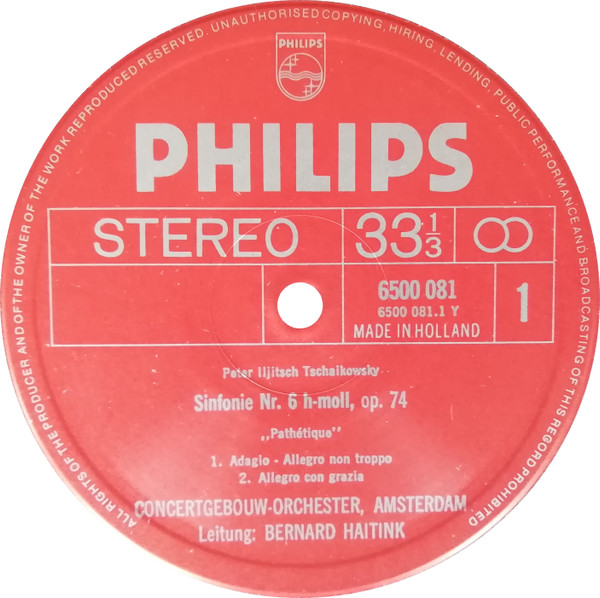 ALL RIGHTS OF THE PRODUCER AND OF THE OWNER OF THE WORK REPRODUCED RESERVED. UNAUTHORISED COPYING, HIRING, LENDING, PUBLIC PERFORMANCE AND BROADCASTING OF THIS RECORD PROHIBITED
PHILIPS
PHILIPS
STEREO 33 1/3
6500 081
6500 081.1 Y
MADE IN HOLLAND
1
Peter Iljitsch Tschaikowsky
Sinfonie Nr. 6 h-moll, op. 74
„Pathétique"
1. Adagio - Allegro non troppo
2. Allegro con grazia
CONCERTGEBOUW-ORCHESTER, AMSTERDAM
Leitung: BERNARD HAITINK